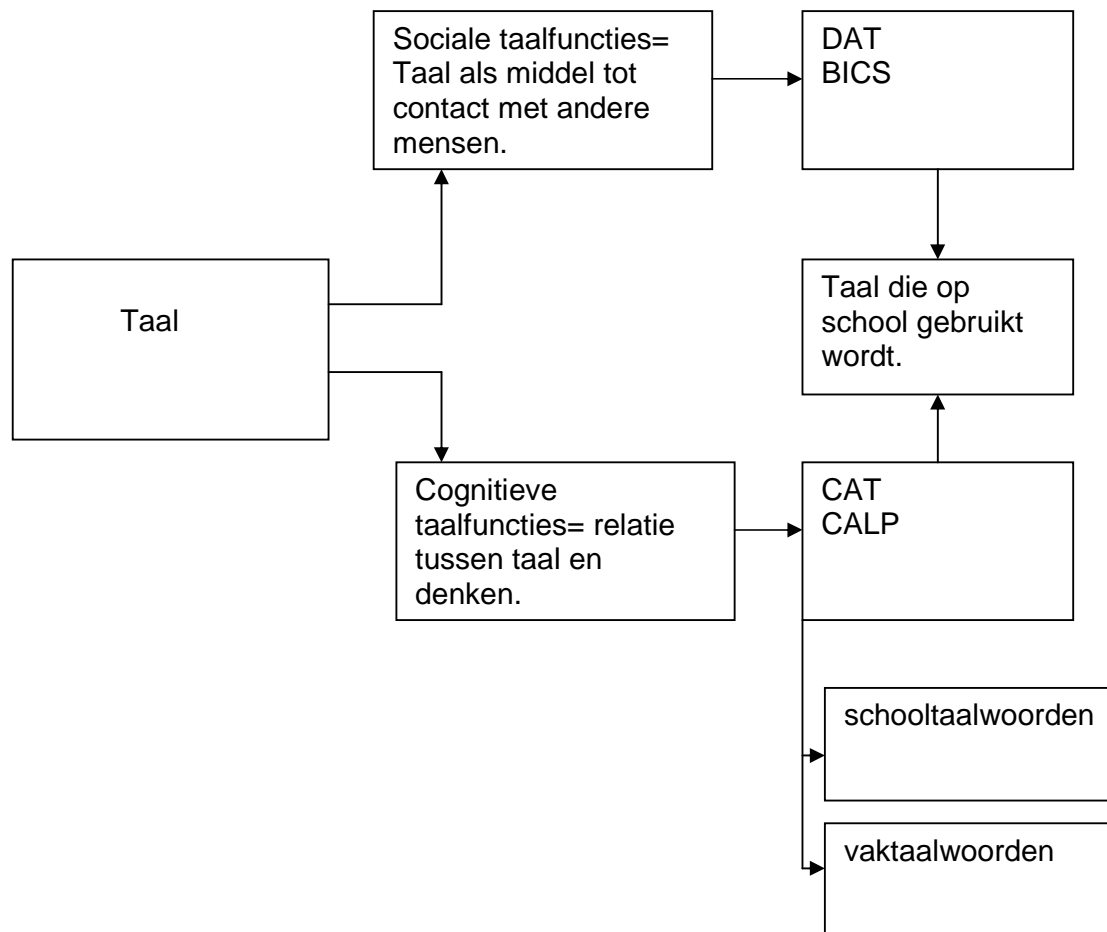 Sociale taalfuncties=
Taal als middel tot
contact met andere
mensen.
DAT
BICS
Taal
Taal die op
school gebruikt
wordt.
Cognitieve
taalfuncties= relatie
tussen taal en
denken.
CAT
CALP
schooltaalwoorden
vaktaalwoorden